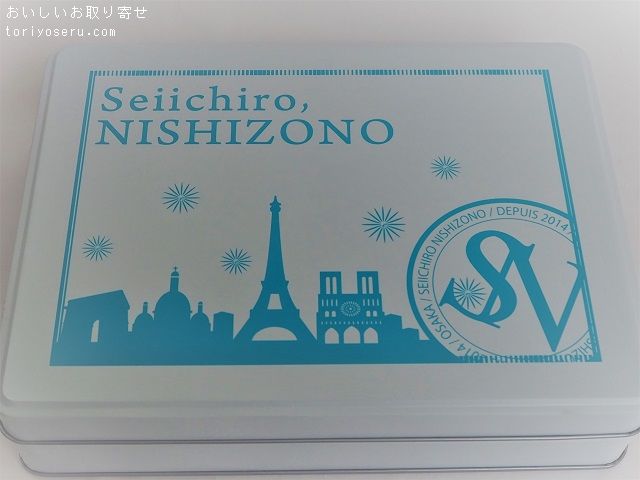 おいしいお取り寄せ
toriyoseru.com
Seiichiro,
NISHIZONO
2014 / OSAKA / SEIICHIRO NISHIZONO / DEPUIS 2014 /
SN